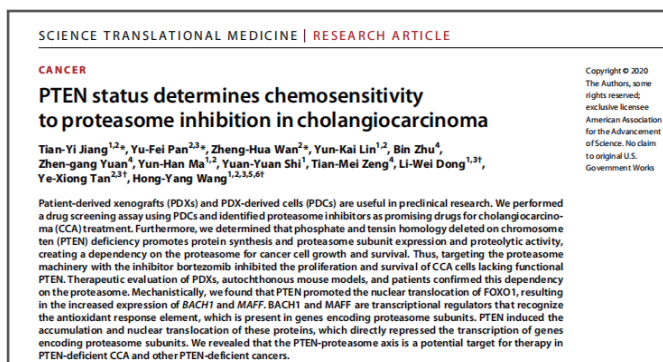 SCIENCE TRANSLATIONAL MEDICINE | RESEARCH ARTICLE
CANCER
PTEN status determines chemosensitivity
to proteasome inhibition in cholangiocarcinoma
Tian-Yi Jiang1,2*, Yu-Fei Pan2,3*, Zheng-Hua Wan2*, Yun-Kai Lin1,2, Bin Zhu4,
Zhen-gang Yuan4, Yun-Han Ma1,2, Yuan-Yuan Shi1, Tian-Mei Zeng4, Li-Wei Dong1,3†,
Ye-Xiong Tan2,3†, Hong-Yang Wang1,2,3,5,6†
Patient-derived xenografts (PDXs) and PDX-derived cells (PDCs) are useful in preclinical research. We performed
a drug screening assay using PDCs and identified proteasome inhibitors as promising drugs for cholangiocarcino-
ma (CCA) treatment. Furthermore, we determined that phosphate and tensin homology deleted on chromosome
ten (PTEN) deficiency promotes protein synthesis and proteasome subunit expression and proteolytic activity,
creating a dependency on the proteasome for cancer cell growth and survival. Thus, targeting the proteasome
machinery with the inhibitor bortezomib inhibited the proliferation and survival of CCA cells lacking functional
PTEN. Therapeutic evaluation of PDXs, autochthonous mouse models, and patients confirmed this dependency
on the proteasome. Mechanistically, we found that PTEN promoted the nuclear translocation of FOXO1, resulting
in the increased expression of BACH1 and MAFF. BACH1 and MAFF are transcriptional regulators that recognize
the antioxidant response element, which is present in genes encoding proteasome subunits. PTEN induced the
accumulation and nuclear translocation of these proteins, which directly repressed the transcription of genes
encoding proteasome subunits. We revealed that the PTEN-proteasome axis is a potential target for therapy in
PTEN-deficient CCA and other PTEN-deficient cancers.
Copyright © 2020
The Authors, some
rights reserved;
exclusive licensee
American Association
for the Advancement
of Science. No claim
to original U.S.
Government Works